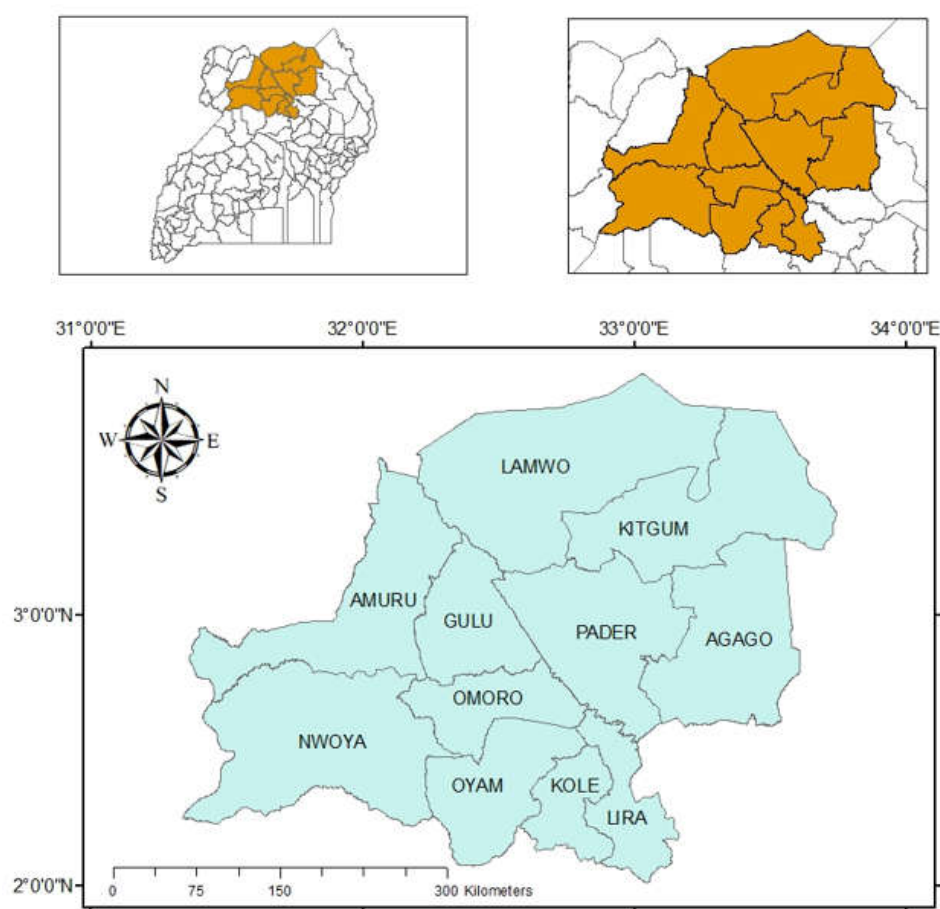 31°0'0"E 32°0'0"E 33°0'0"E 34°0'0"E
N
W E
S
LAMWO
KITGUM
3°0'0"N
AMURU
GULU
PADER
AGAGO
OMORO
NWOYA
OYAM
KOLE
LIRA
2°0'0"N
0 75 150 300 Kilometers